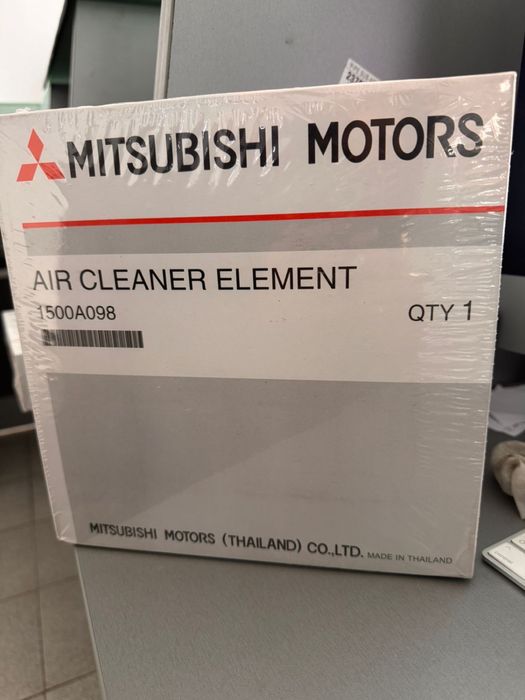 MITSUBISHI MOTORS
AIR CLEANER ELEMENT
1500A098
QTY 1
MITSUBISHI MOTORS (THAILAND) CO.,LTD. MADE IN THAILAND